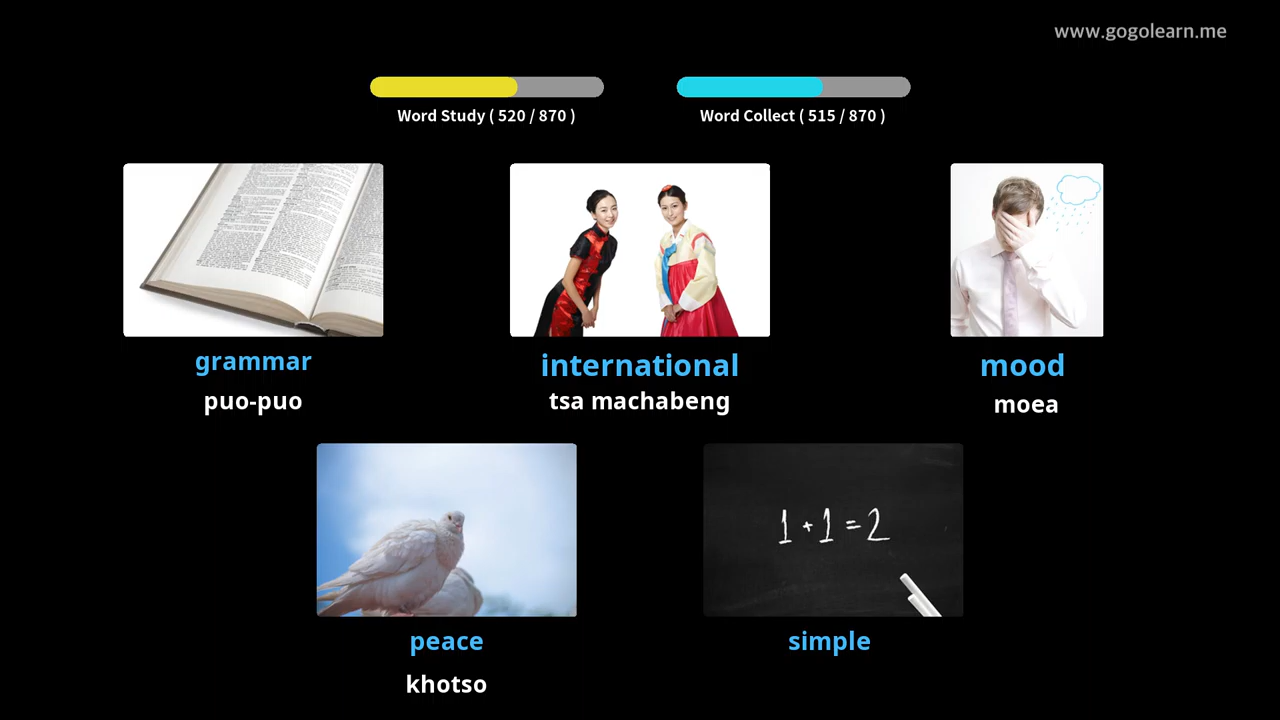 www.gogolearn.me
Word Study ( 520 / 870 )
Word Collect ( 515 / 870 )
grammar
puo-puo
international
tsa machabeng
mood
moea
1 + 1 = 2
peace
khotso
simple